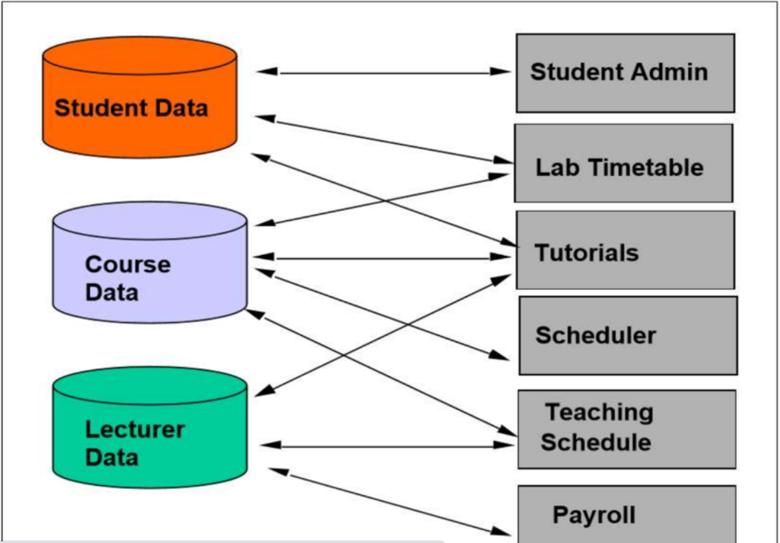 Student Data
Course
Data
Lecturer
Data
Student Admin
Lab Timetable
Tutorials
Scheduler
Teaching
Schedule
Payroll